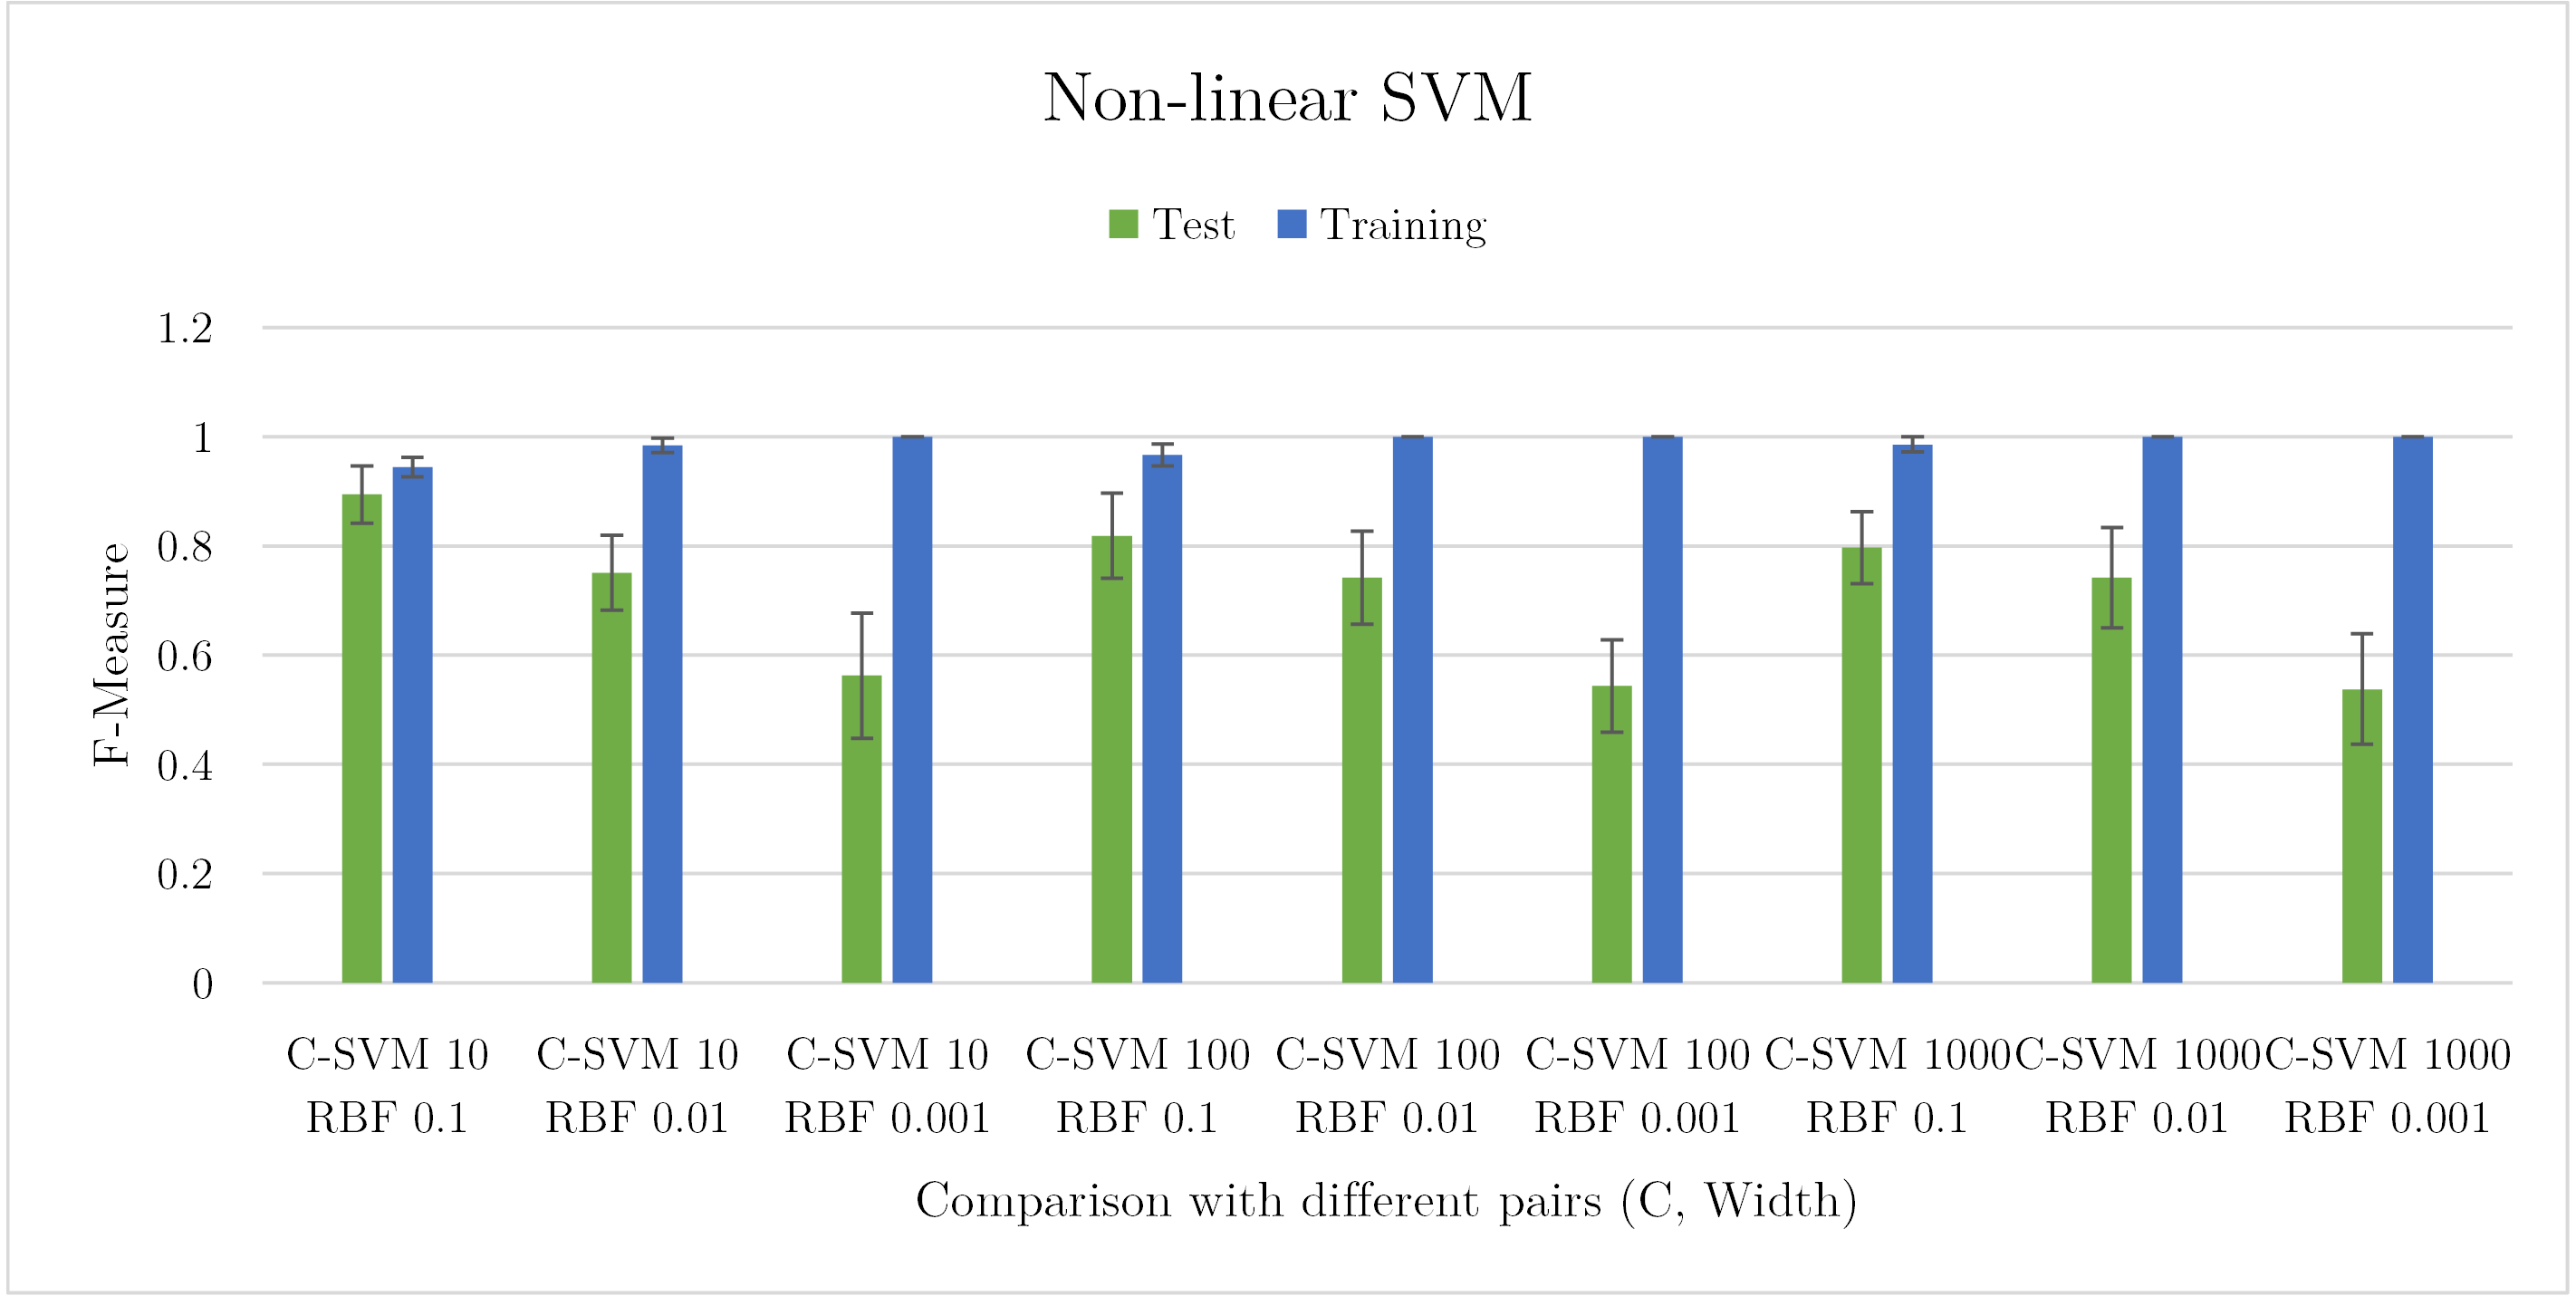 Non-linear SVM
Test Training
1.2
1
0.8
0.6
0.4
0.2
0
F-Measure
C-SVM 10 C-SVM 10 C-SVM 10 C-SVM 100 C-SVM 100 C-SVM 100 C-SVM 1000 C-SVM 1000 C-SVM 1000
RBF 0.1 RBF 0.01 RBF 0.001 RBF 0.1 RBF 0.01 RBF 0.001 RBF 0.1 RBF 0.01 RBF 0.001
Comparison with different pairs (C, Width)